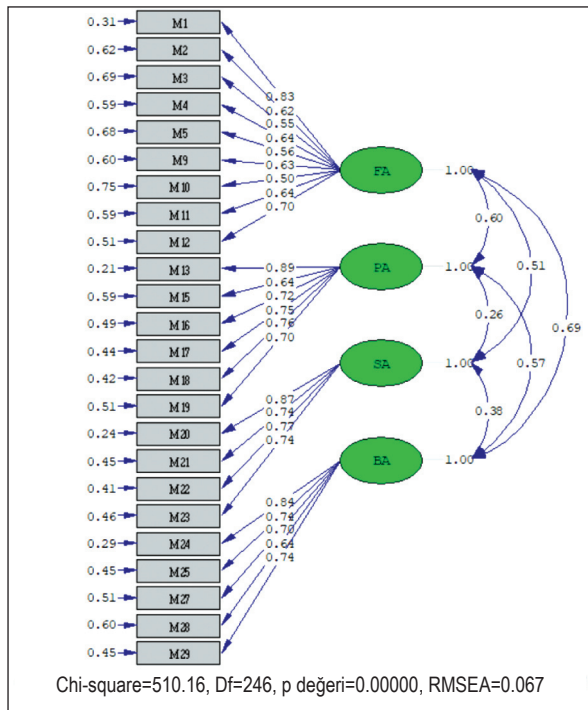 0.31 M1
0.62 M2
0.69 M3
0.59 M4
0.68 M5
0.60 M9
0.75 M10
0.59 M11
0.51 M12
0.21 M13
0.59 M15
0.49 M16
0.44 M17
0.42 M18
0.51 M19
0.24 M20
0.45 M21
0.41 M22
0.46 M23
0.29 M24
0.45 M25
0.51 M27
0.60 M28
0.45 M29
0.83
0.62
0.55
0.64
0.56
0.63
0.50
0.64
0.70
0.89
0.64
0.72
0.75
0.76
0.70
0.87
0.74
0.77
0.74
0.84
0.74
0.70
0.64
0.74
FA 1.00
PA 1.00
SA 1.00
BA 1.00
0.60
0.51
0.26
0.69
0.57
0.38
Chi-square=510.16, Df=246, p değeri=0.00000, RMSEA=0.067